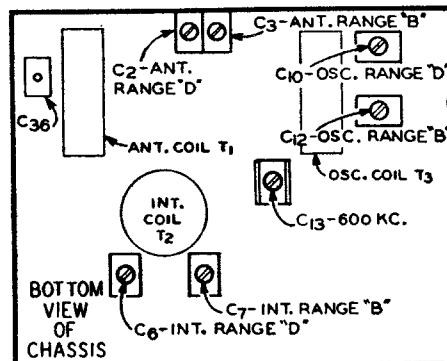 C3-ANT. RANGE "B"
C2-ANT.
RANGE "D"
C10-OSC. RANGE "D"
C36
C12-OSC. RANGE "B"
ANT. COIL T1
OSC. COIL T3
INT.
COIL
T2
C13-600 KC.
BOTTOM
VIEW
OF
CHASSIS
C7-INT. RANGE "B"
C6-INT. RANGE "D"